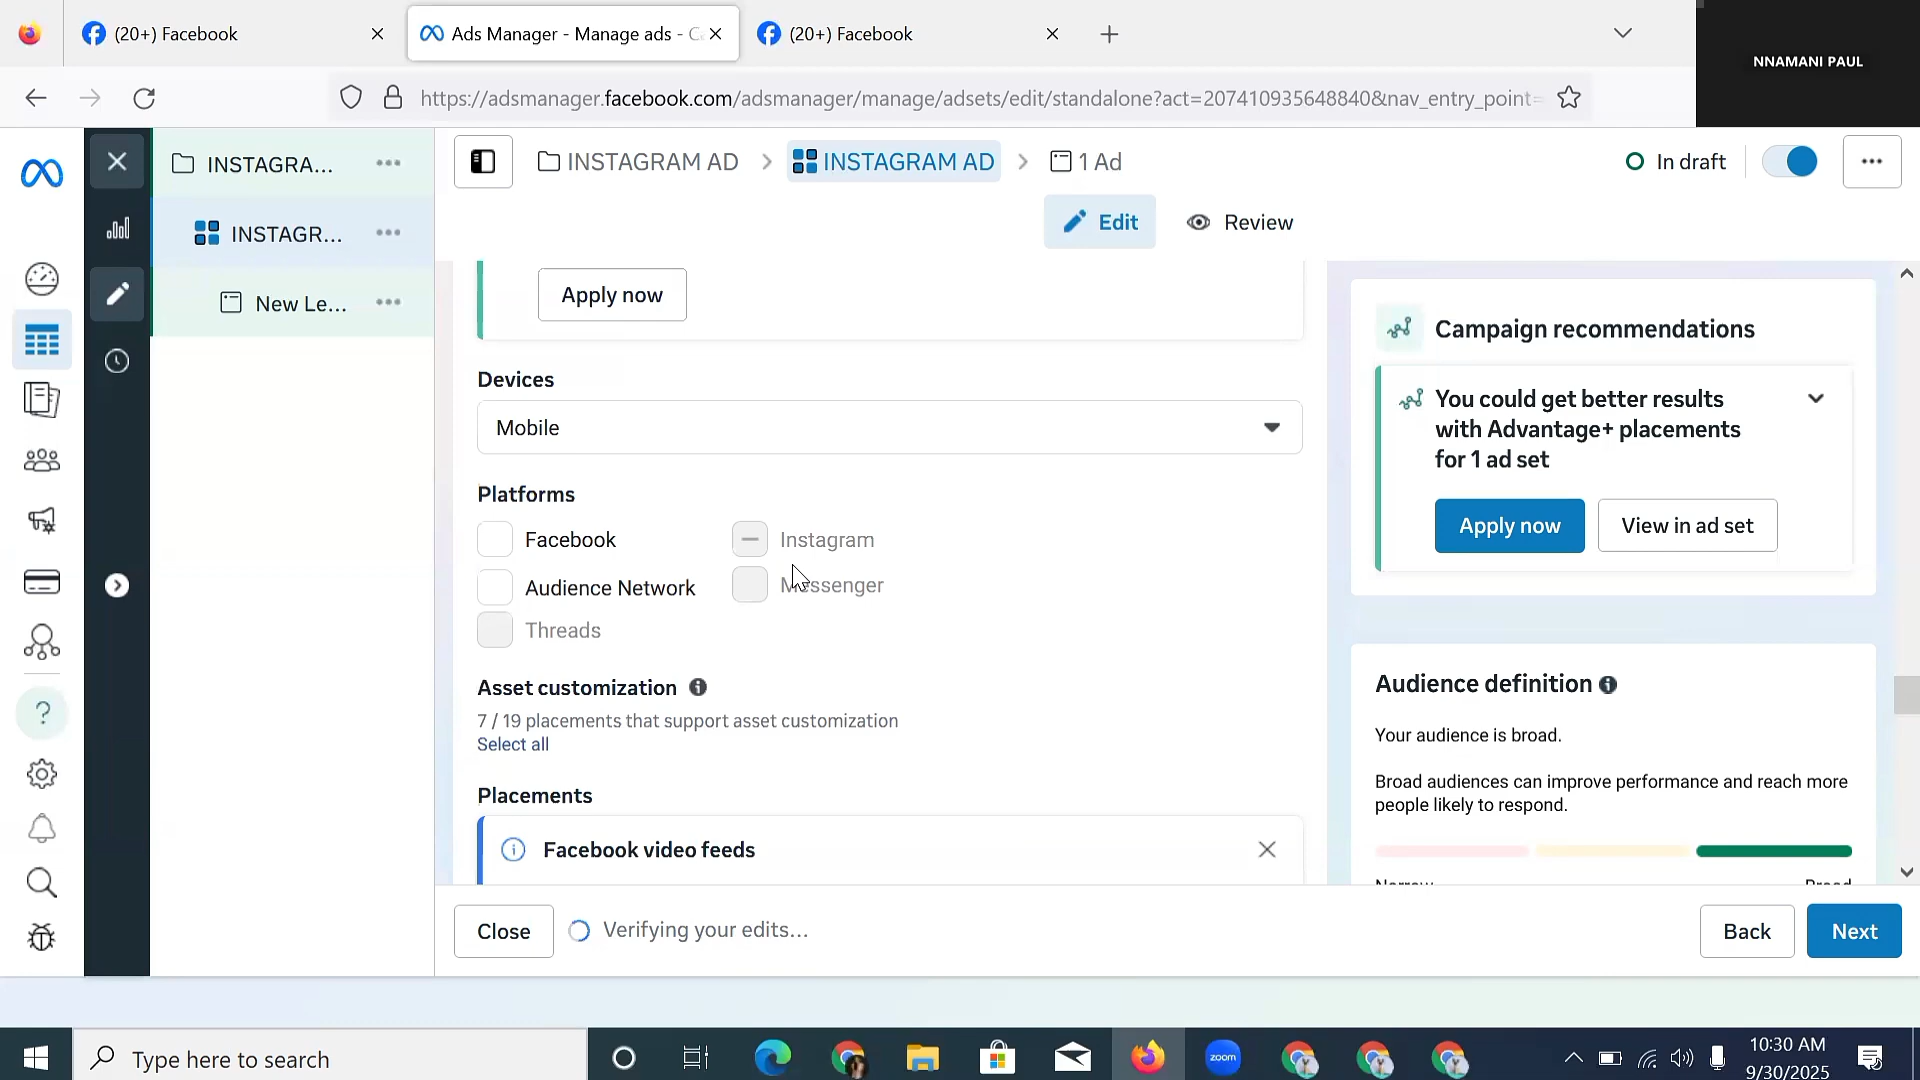 (20+) Facebook
Ads Manager - Manage ads -
(20+) Facebook
NNAMANI PAUL
https://adsmanager.facebook.com/adsmanager/manage/adsets/edit/standalone?act=207410935648840&nav_entry_point=
INSTAGRA...
INSTAGR...
New Le...
INSTAGRAM AD > INSTAGRAM AD > 1 Ad
In draft
Edit
Review
Apply now
Devices
Mobile
Platforms
Facebook
Instagram
Audience Network
Messenger
Threads
Asset customization
7 / 19 placements that support asset customization
Select all
Placements
Facebook video feeds
Campaign recommendations
You could get better results
with Advantage+ placements
for 1 ad set
Apply now
View in ad set
Audience definition
Your audience is broad.
Broad audiences can improve performance and reach more
people likely to respond.
Narrow
Broad
Close
Verifying your edits...
Back
Next
Type here to search
zoom
10:30 AM
9/30/2025